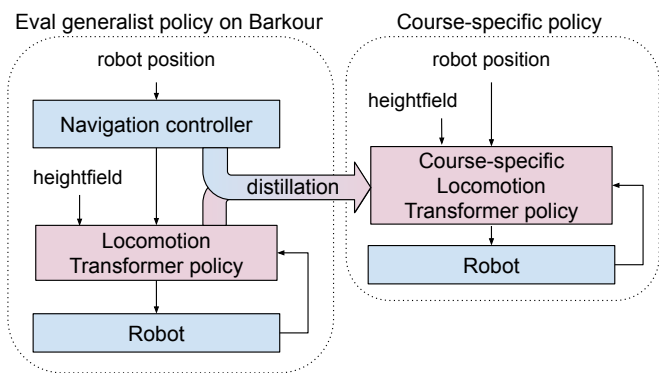 Eval generalist policy on Barkour
robot position
Navigation controller
heightfield
Locomotion
Transformer policy
Robot
distillation
Course-specific policy
robot position
heightfield
Course-specific
Locomotion
Transformer policy
Robot